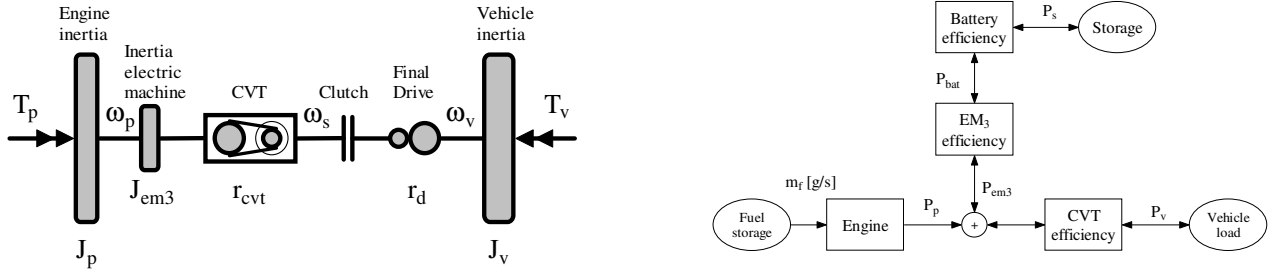 Engine
inertia
Inertia
electric
machine
CVT
Clutch
Final
Drive
Vehicle
inertia
T_p
ω_p
ω_s
ω_v
T_v
J_em3
r_cvt
r_d
J_p
J_v
Battery
efficiency
P_s
Storage
P_bat
EM_3
efficiency
P_em3
m_f [g/s]
Fuel
storage
Engine
P_p
+
CVT
efficiency
P_v
Vehicle
load